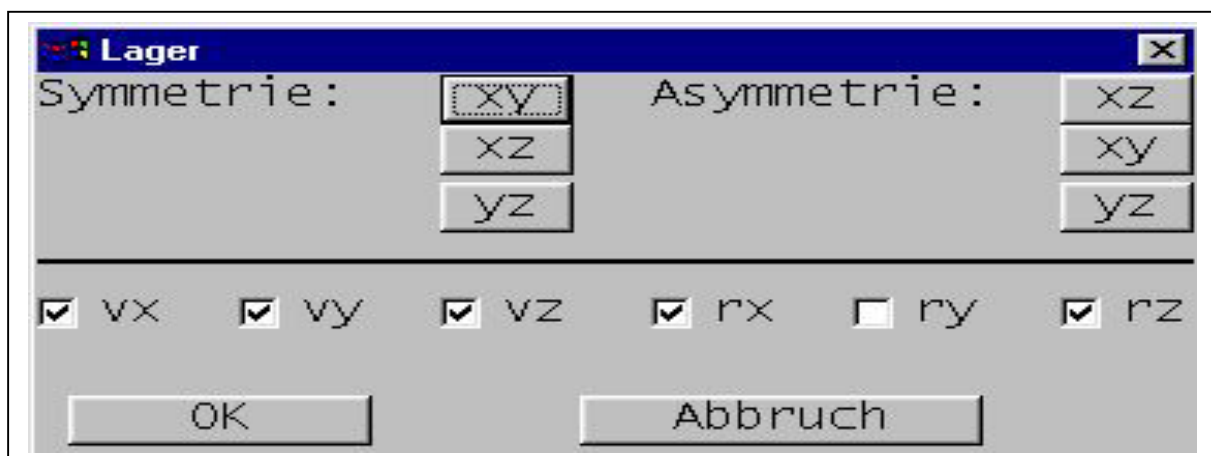 Lager
Symmetrie: xy Asymmetrie: xz
xz xy
yz yz
vx vy vz rx ry rz
OK Abbruch